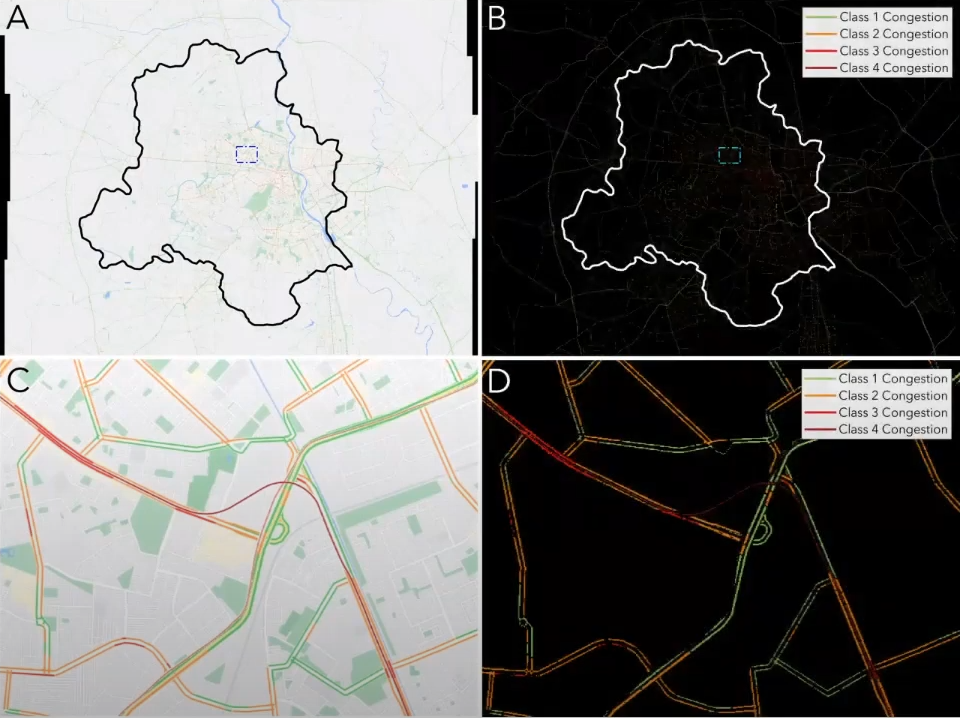 A
B
Class 1 Congestion
Class 2 Congestion
Class 3 Congestion
Class 4 Congestion
C
D
Class 1 Congestion
Class 2 Congestion
Class 3 Congestion
Class 4 Congestion